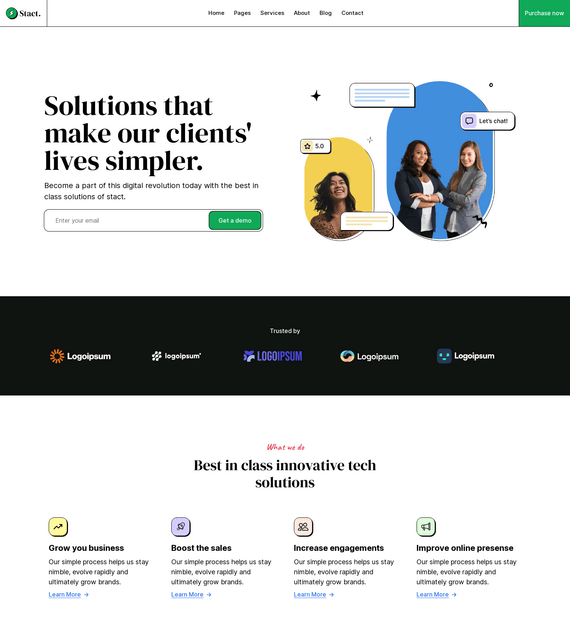 Stact.
Home Pages Services About Blog Contact
Purchase now
Solutions that
make our clients'
lives simpler.
Become a part of this digital revolution today with the best in
class solutions of stact.
Enter your email
Get a demo
Let's chat!
5.0
Trusted by
Logoipsum
logoipsum
LOGOIPSUM
Logoipsum
Logoipsum
What we do
Best in class innovative tech
solutions
Grow you business
Our simple process helps us stay
nimble, evolve rapidly and
ultimately grow brands.
Learn More →
Boost the sales
Our simple process helps us stay
nimble, evolve rapidly and
ultimately grow brands.
Learn More →
Increase engagements
Our simple process helps us stay
nimble, evolve rapidly and
ultimately grow brands.
Learn More →
Improve online presense
Our simple process helps us stay
nimble, evolve rapidly and
ultimately grow brands.
Learn More →